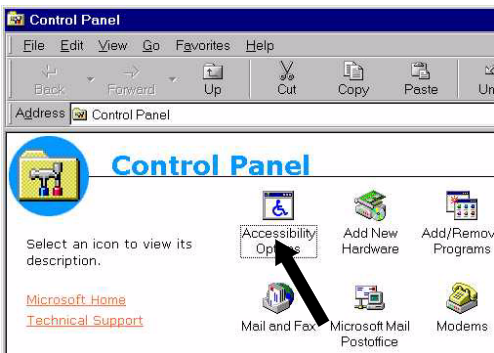 Control Panel
File Edit View Go Favorites Help
Back Forward Up Cut Copy Paste
Address Control Panel
Control Panel
Select an icon to view its
description.
Microsoft Home
Technical Support
Accessibility
Add New
Hardware
Programs
Mail and Fax
Microsoft Mail
Postoffice
Modems